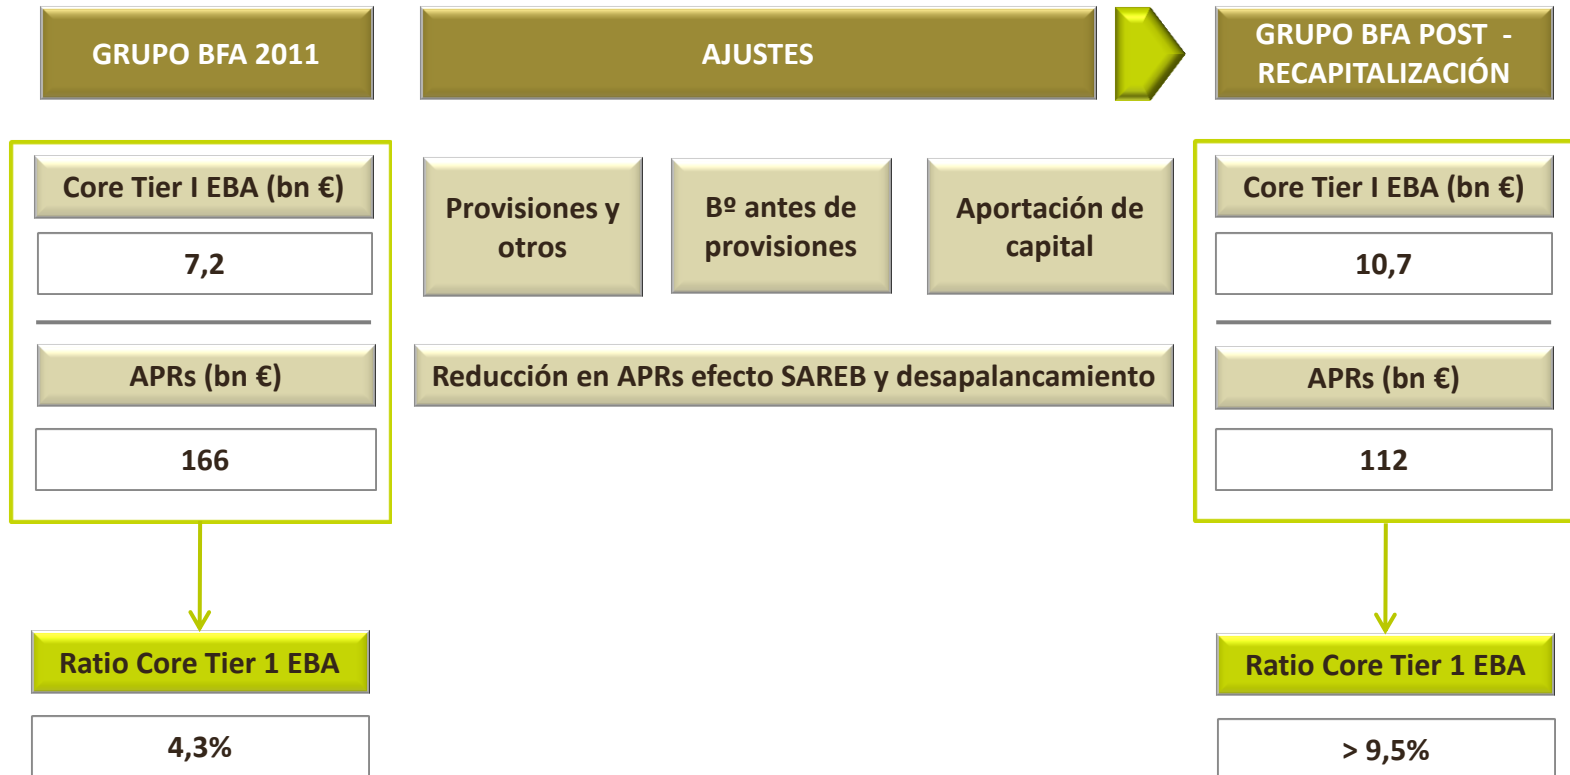 GRUPO BFA 2011
AJUSTES
GRUPO BFA POST -
RECAPITALIZACIÓN
Core Tier I EBA (bn €)
7,2
APRs (bn €)
166
Provisiones y
otros
Bº antes de
provisiones
Aportación de
capital
Reducción en APRs efecto SAREB y desapalancamiento
Core Tier I EBA (bn €)
10,7
APRs (bn €)
112
Ratio Core Tier 1 EBA
4,3%
Ratio Core Tier 1 EBA
> 9,5%